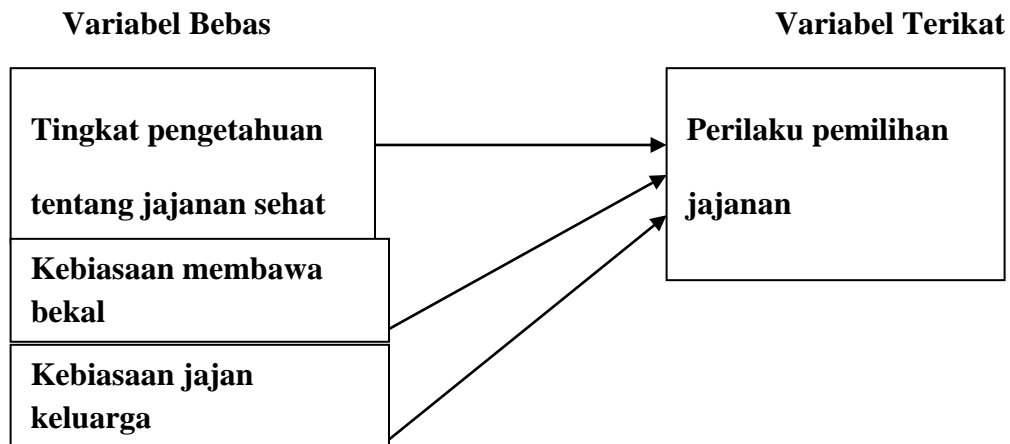 Variabel Bebas
Variabel Terikat
Tingkat pengetahuan
tentang jajanan sehat
Kebiasaan membawa
bekal
Kebiasaan jajan
keluarga
Perilaku pemilihan
jajanan